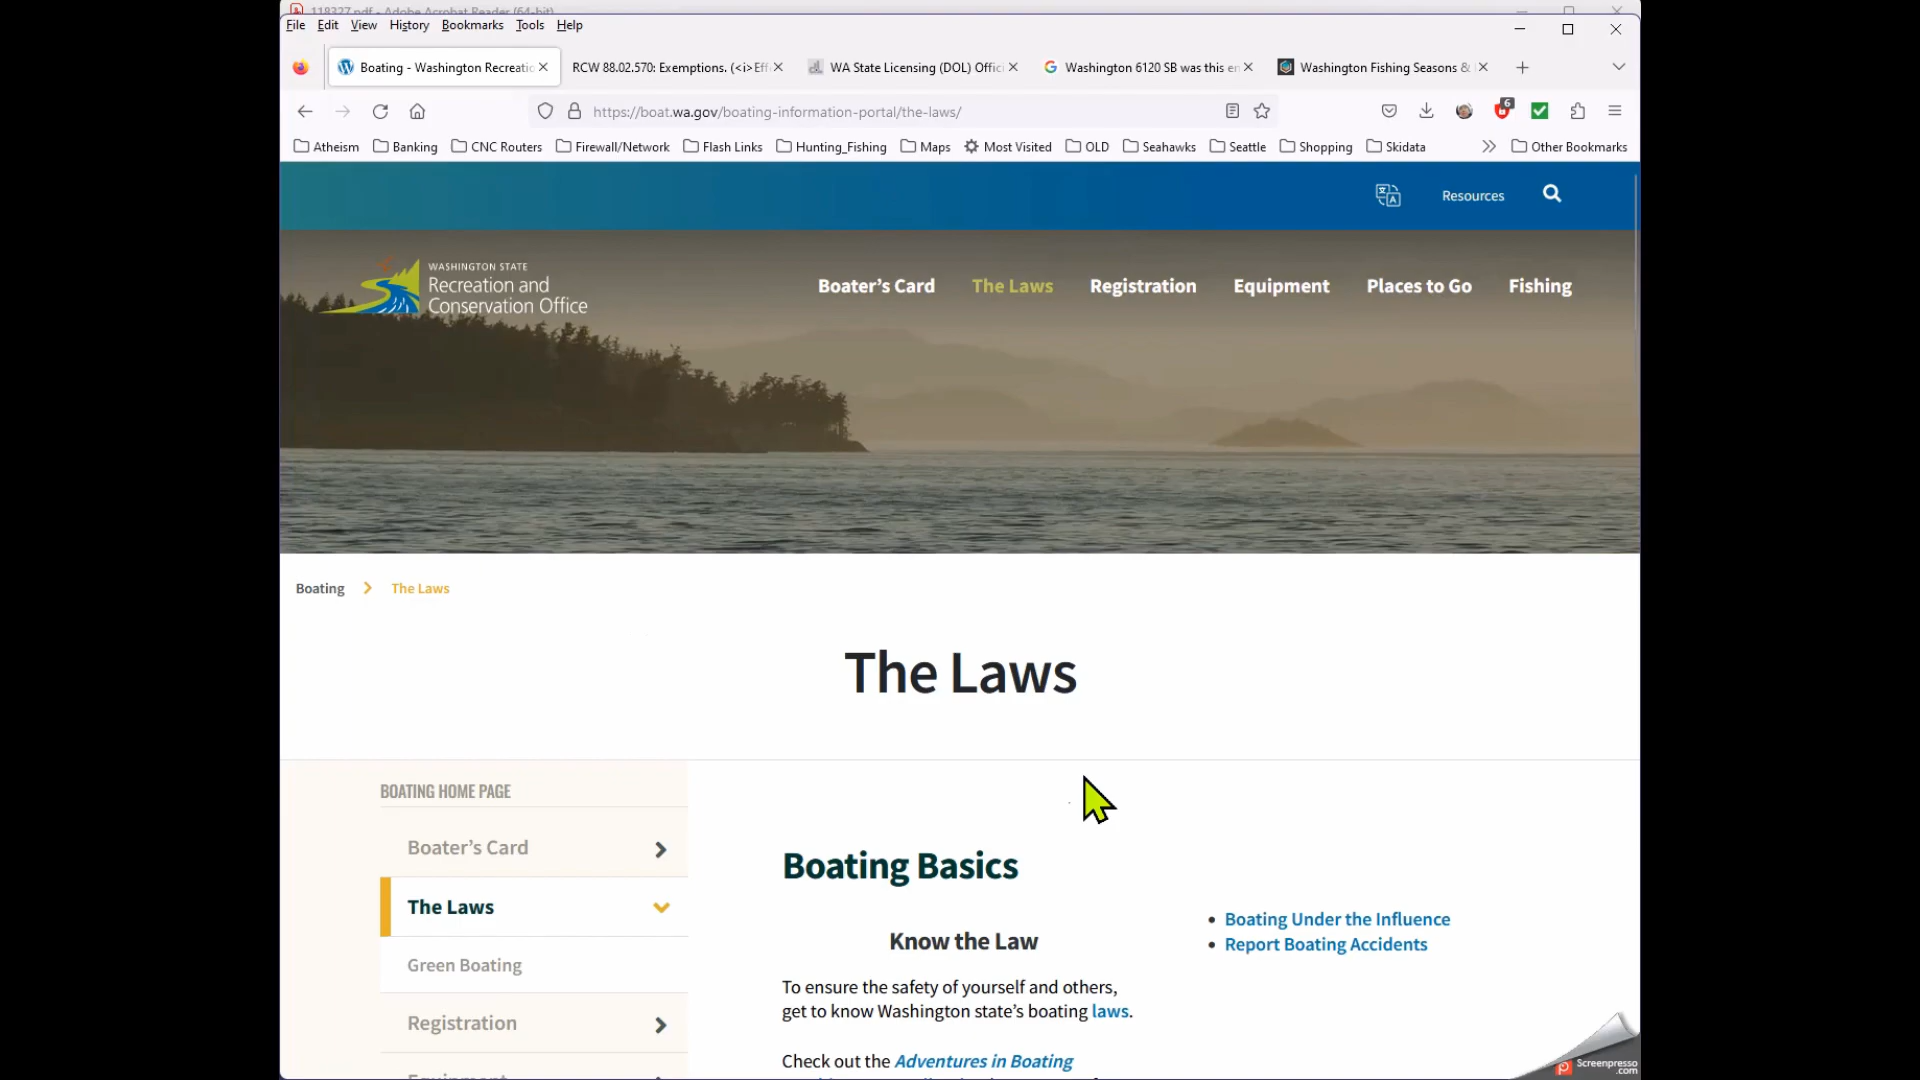 118327.pdf - Adobe Acrobat Reader (64-bit)
File Edit View History Bookmarks Tools Help
Boating - Washington Recreatio RCW 88.02.570: Exemptions. (<i>Eff WA State Licensing (DOL) Offici Washington 6120 SB was this en Washington Fishing Seasons &
https://boat.wa.gov/boating-information-portal/the-laws/
6
Atheism Banking CNC Routers Firewall/Network Flash Links Hunting_Fishing Maps Most Visited OLD Seahawks Seattle Shopping Skidata Other Bookmarks
Resources
WASHINGTON STATE
Recreation and
Conservation Office
Boater's Card The Laws Registration Equipment Places to Go Fishing
Boating The Laws
The Laws
BOATING HOME PAGE
Boater's Card
The Laws
Green Boating
Registration
Equipment
Boating Basics
Know the Law
To ensure the safety of yourself and others,
get to know Washington state's boating laws.
Check out the Adventures in Boating
Boating Under the Influence
Report Boating Accidents
Screenpresso
.com